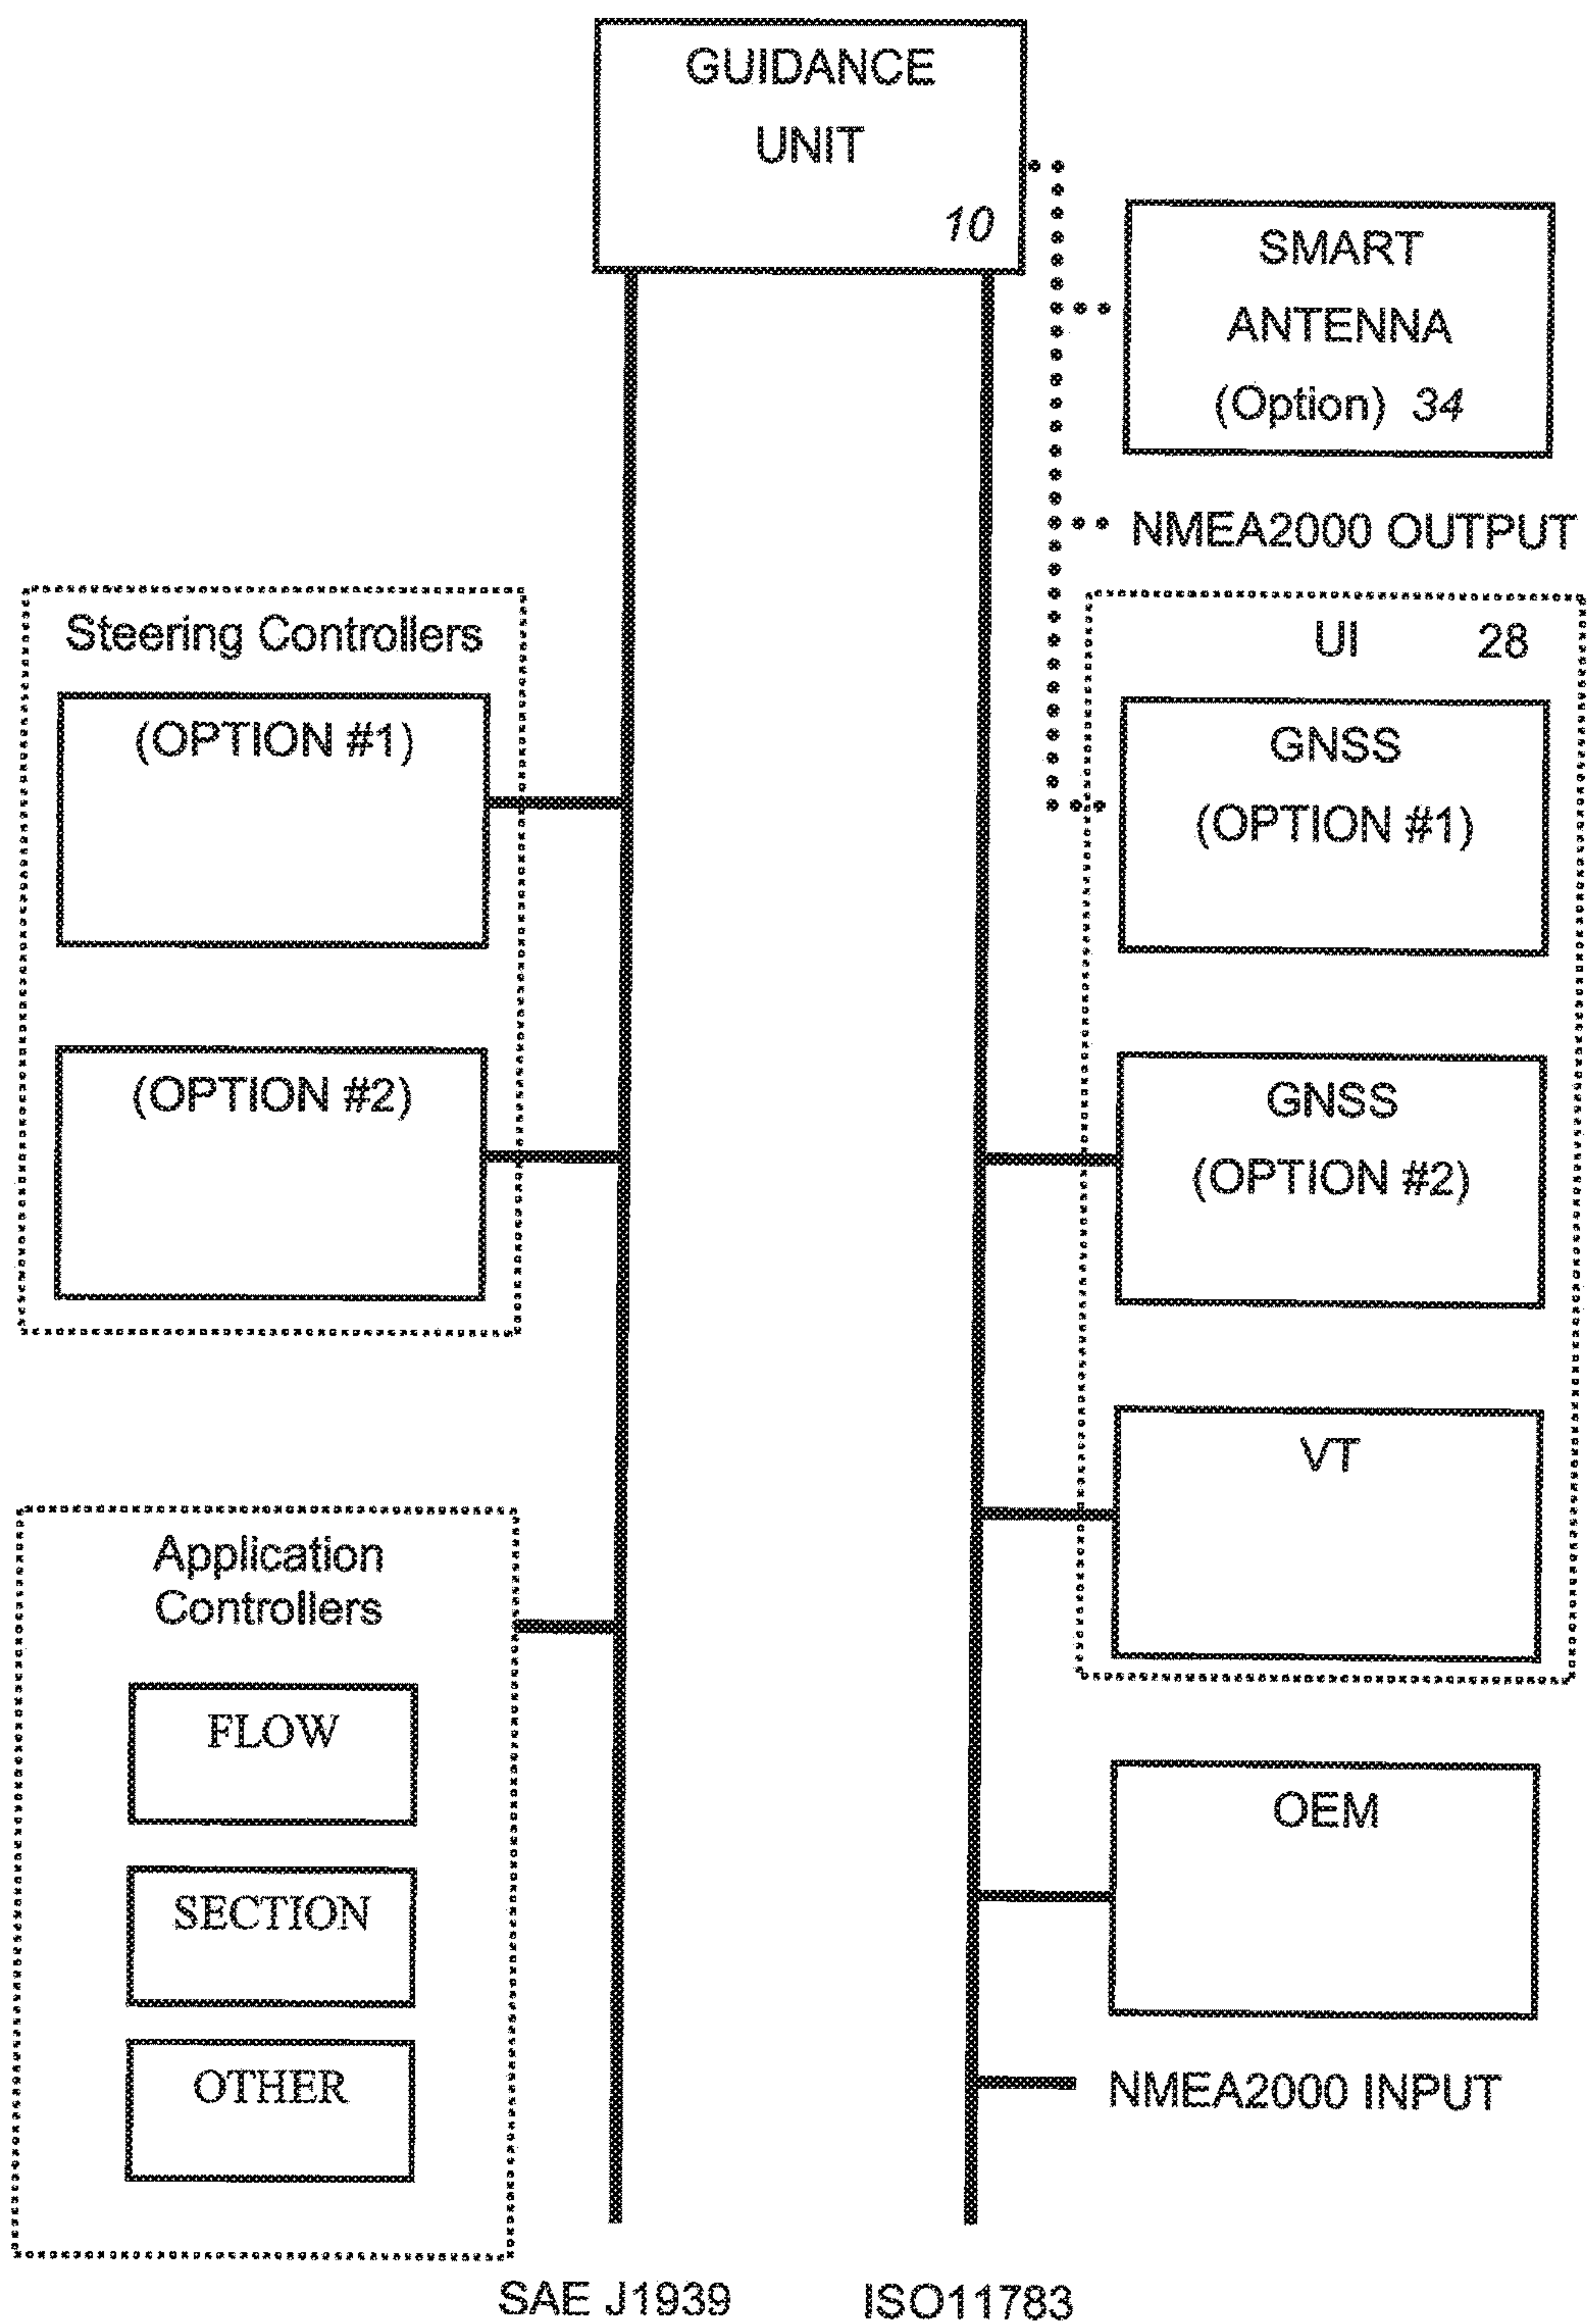 GUIDANCE
UNIT
10
SMART
ANTENNA
(Option) 34
NMEA2000 OUTPUT
Steering Controllers
(OPTION #1)
(OPTION #2)
UI 28
GNSS
(OPTION #1)
GNSS
(OPTION #2)
VT
Application
Controllers
FLOW
SECTION
OTHER
OEM
NMEA2000 INPUT
SAE J1939
ISO11783